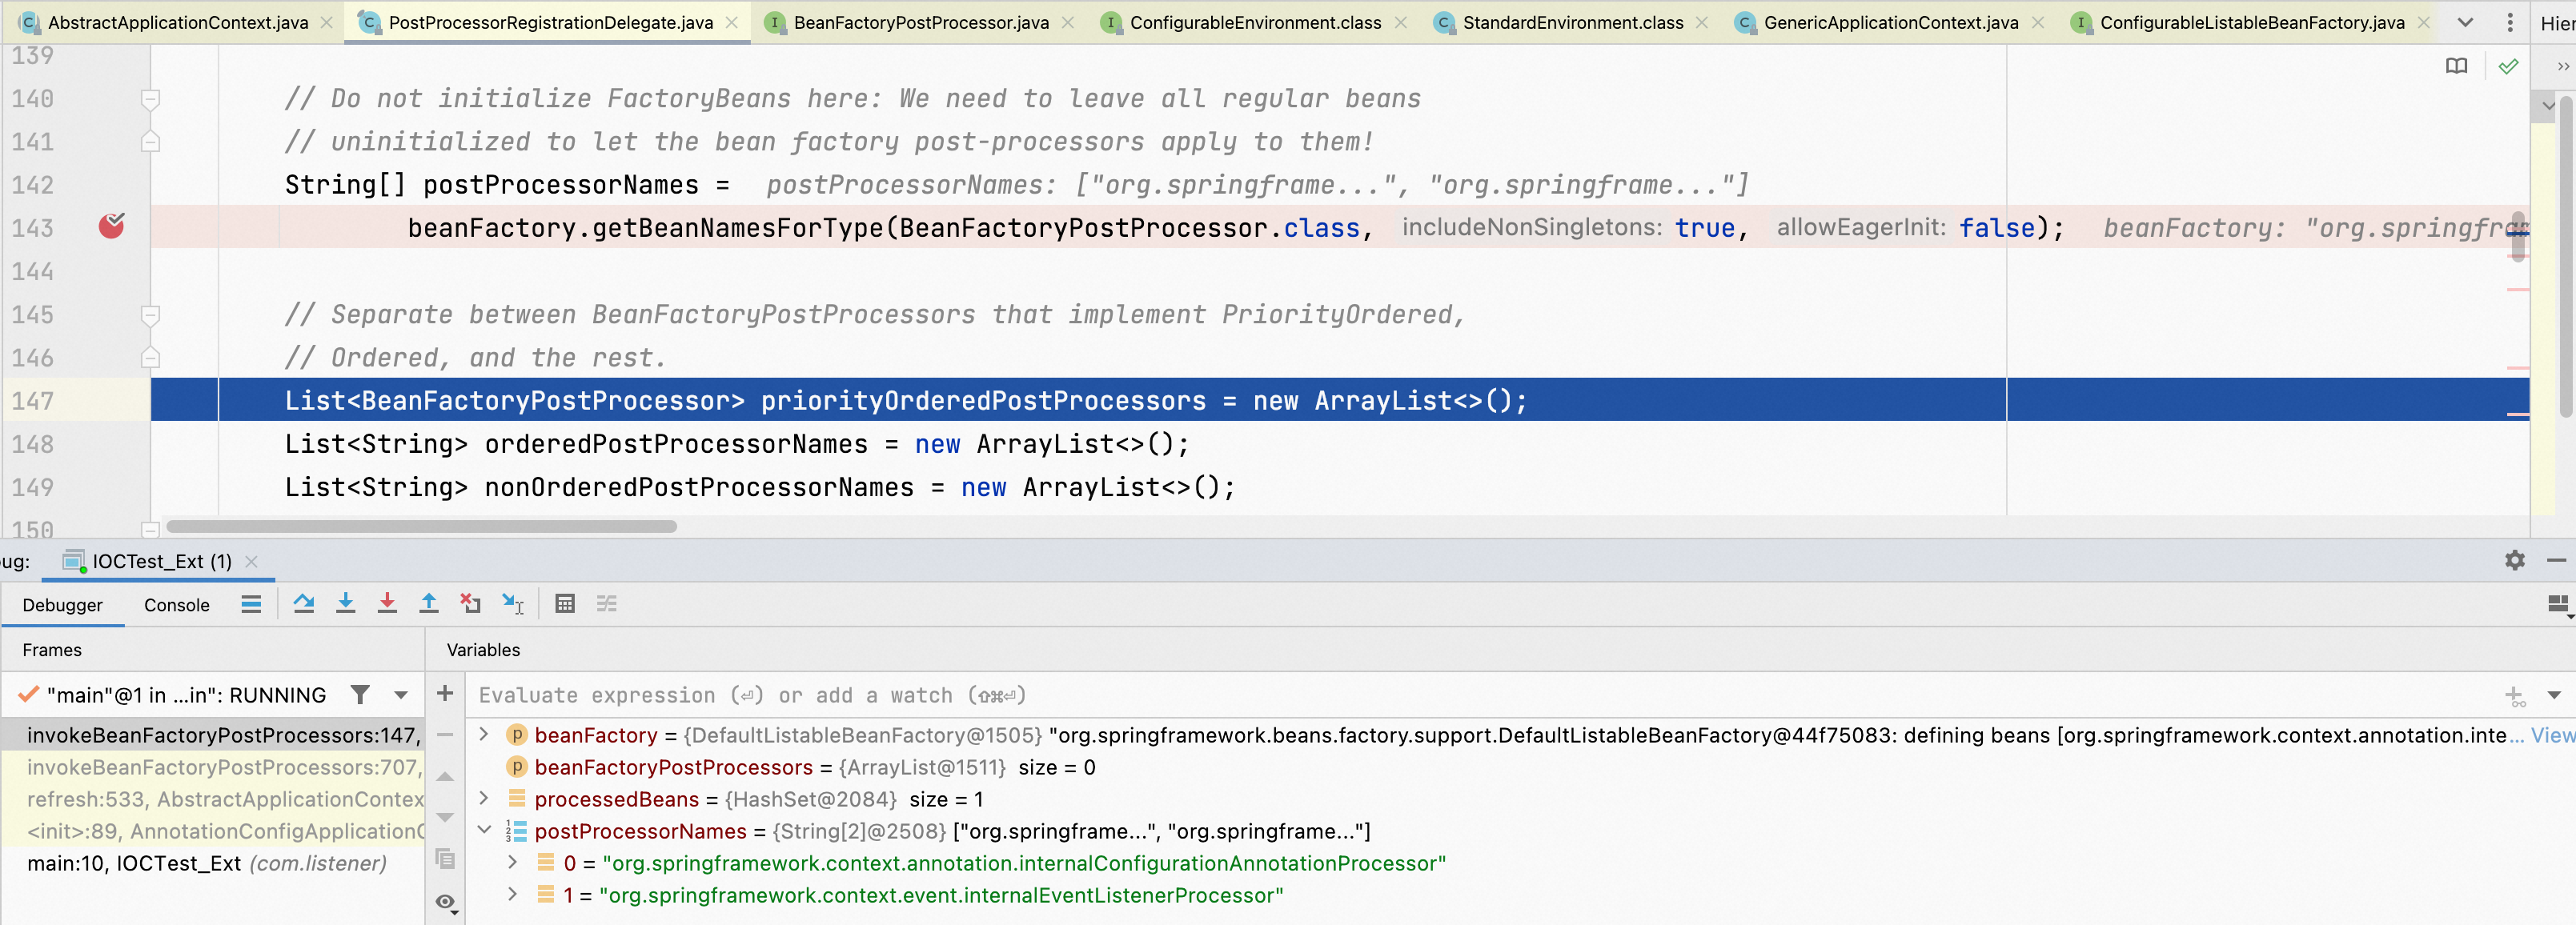 AbstractApplicationContext.java PostProcessorRegistrationDelegate.java BeanFactoryPostProcessor.java ConfigurableEnvironment.class StandardEnvironment.class GenericApplicationContext.java ConfigurableListableBeanFactory.java Hier
139
140 // Do not initialize FactoryBeans here: We need to leave all regular beans
141 // uninitialized to let the bean factory post-processors apply to them!
142 String[] postProcessorNames = postProcessorNames: ["org.springframe...", "org.springframe..."]
143 beanFactory.getBeanNamesForType(BeanFactoryPostProcessor.class, includeNonSingletons: true, allowEagerInit: false); beanFactory: "org.springfram
144
145 // Separate between BeanFactoryPostProcessors that implement PriorityOrdered,
146 // Ordered, and the rest.
147 List<BeanFactoryPostProcessor> priorityOrderedPostProcessors = new ArrayList<>();
148 List<String> orderedPostProcessorNames = new ArrayList<>();
149 List<String> nonOrderedPostProcessorNames = new ArrayList<>();
150
ug: IOCTest_Ext (1)
Debugger Console
Frames Variables
"main"@1 in ...in": RUNNING
Evaluate expression (⏎) or add a watch (⇧⌘⏎)
invokeBeanFactoryPostProcessors:147,
invokeBeanFactoryPostProcessors:707,
refresh:533, AbstractApplicationContex
<init>:89, AnnotationConfigApplicationC
main:10, IOCTest_Ext (com.listener)
beanFactory = {DefaultListableBeanFactory@1505} "org.springframework.beans.factory.support.DefaultListableBeanFactory@44f75083: defining beans [org.springframework.context.annotation.inte... View
beanFactoryPostProcessors = {ArrayList@1511} size = 0
processedBeans = {HashSet@2084} size = 1
postProcessorNames = {String[2]@2508} ["org.springframe...", "org.springframe..."]
0 = "org.springframework.context.annotation.internalConfigurationAnnotationProcessor"
1 = "org.springframework.context.event.internalEventListenerProcessor"